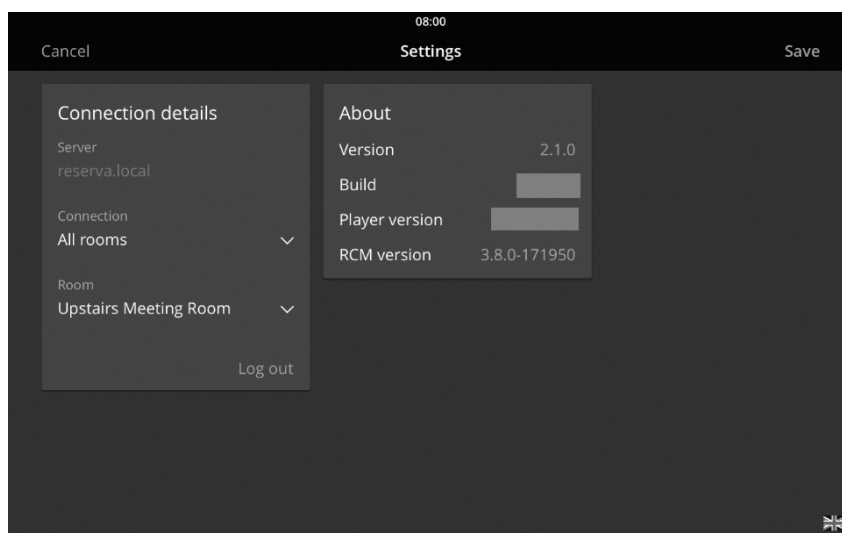 08:00
Cancel Settings Save
Connection details
Server
reserva.local
Connection
All rooms
Room
Upstairs Meeting Room
Log out
About
Version 2.1.0
Build
Player version
RCM version 3.8.0-171950